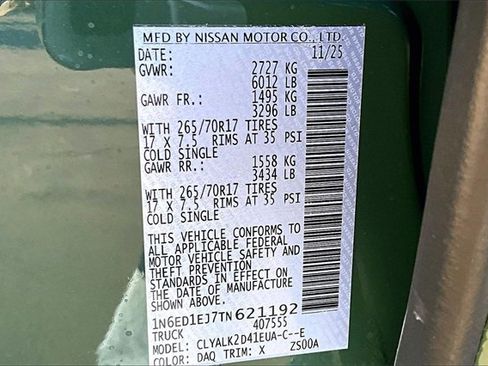 MFD BY NISSAN MOTOR CO., LTD
DATE: 11/25
GVWR: 2727 KG
6012 LB
GAWR FR.: 1495 KG
3296 LB
WITH 265/70R17 TIRES
17 X 7.5 RIMS AT 35 PSI
COLD SINGLE
GAWR RR.: 1558 KG
3434 LB
WITH 265/70R17 TIRES
17 X 7.5 RIMS AT 35 PSI
COLD SINGLE
THIS VEHICLE CONFORMS TO
ALL APPLICABLE FEDERAL
MOTOR VEHICLE SAFETY AND
THEFT PREVENTION
STANDARDS IN EFFECT ON
THE DATE OF MANUFACTURE
SHOWN ABOVE.
1N6ED1EJ7TN621192
TRUCK 407555
MODEL: CLYALK2D41EUA-C--E
COLOR: DAQ TRIM: X ZS00A